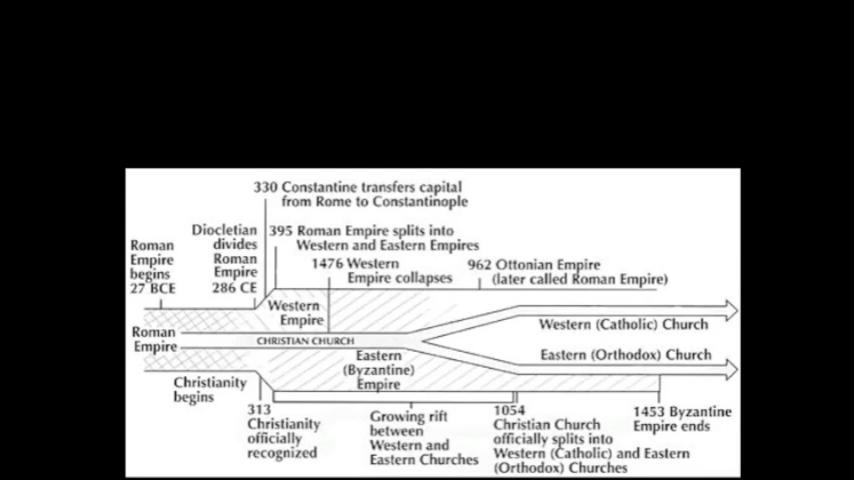 330 Constantine transfers capital
from Rome to Constantinople
Diocletian
divides
Roman
Empire
286 CE
395 Roman Empire splits into
Western and Eastern Empires
Roman
Empire
begins
27 BCE
1476 Western
Empire collapses
962 Ottonian Empire
(later called Roman Empire)
Western
Empire
Western (Catholic) Church
Roman
Empire
CHRISTIAN CHURCH
Eastern
(Byzantine)
Empire
Eastern (Orthodox) Church
Christianity
begins
313
Christianity
officially
recognized
Growing rift
between
Western and
Eastern Churches
1054
Christian Church
officially splits into
Western (Catholic) and Eastern
(Orthodox) Churches
1453 Byzantine
Empire ends